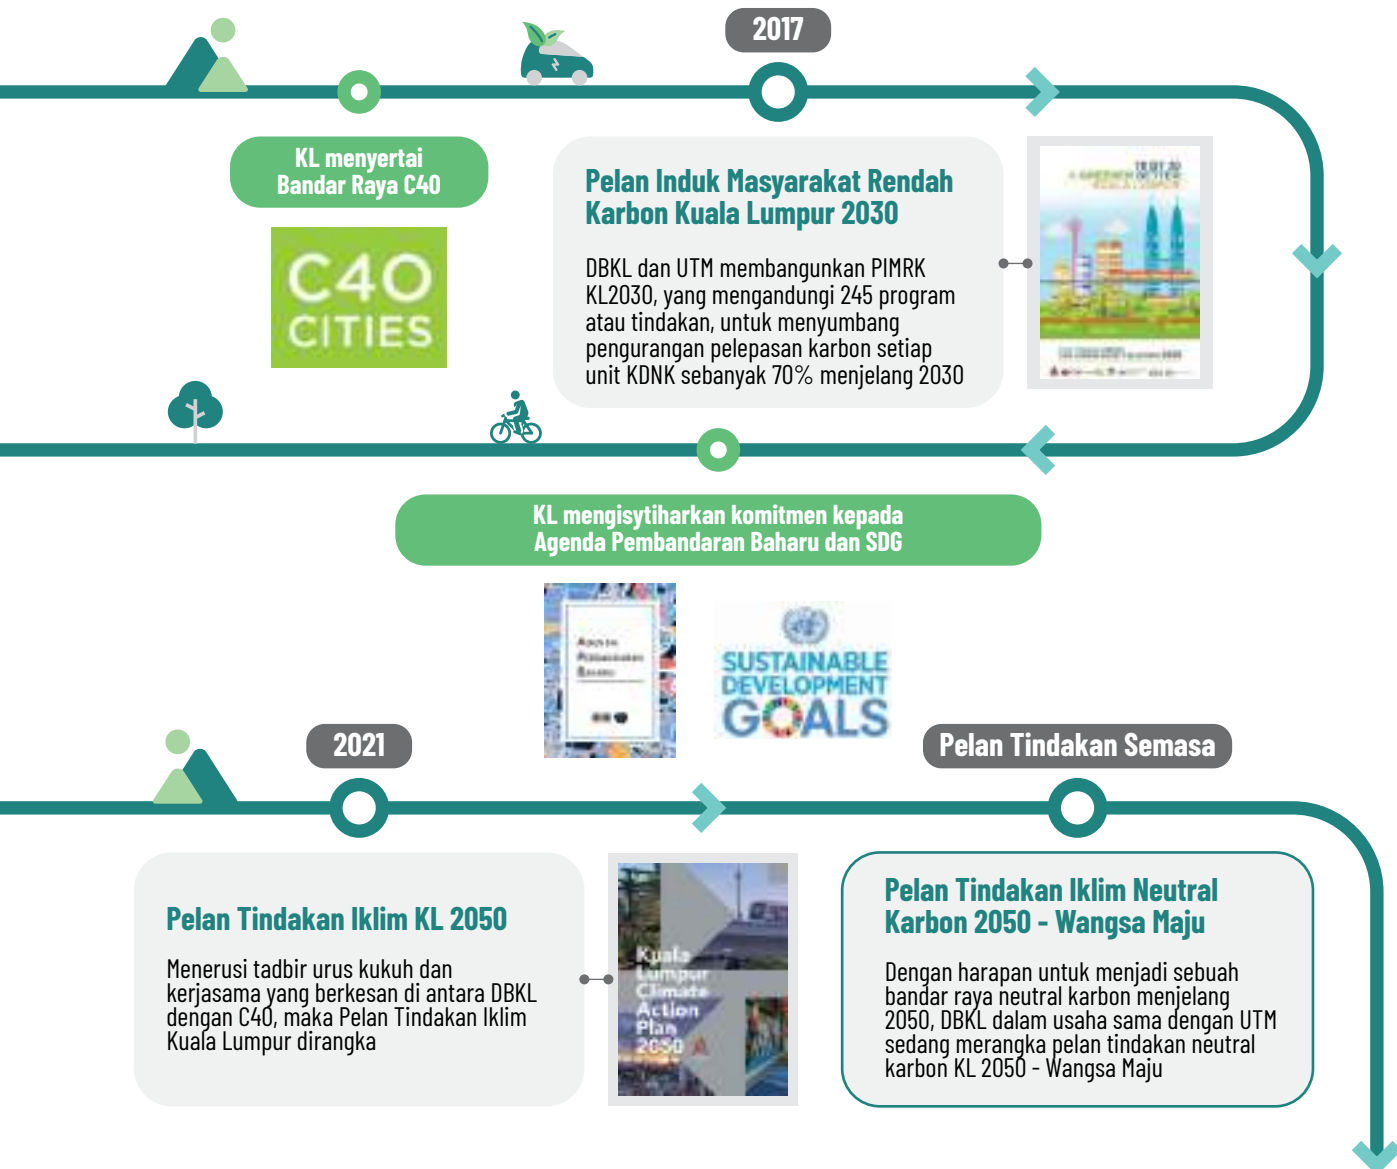 2017
KL menyertai
Bandar Raya C40
C40
CITIES
Pelan Induk Masyarakat Rendah
Karbon Kuala Lumpur 2030
DBKL dan UTM membangunkan PIMRK
KL2030, yang mengandungi 245 program
atau tindakan, untuk menyumbang
pengurangan pelepasan karbon setiap
unit KDNK sebanyak 70% menjelang 2030
KL mengisytiharkan komitmen kepada
Agenda Pembandaran Baharu dan SDG
SUSTAINABLE
DEVELOPMENT
GOALS
2021
Pelan Tindakan Iklim KL 2050
Menerusi tadbir urus kukuh dan
kerjasama yang berkesan di antara DBKL
dengan C40, maka Pelan Tindakan Iklim
Kuala Lumpur dirangka
Kuala
Lumpur
Climate
Action
Plan
2050
Pelan Tindakan Semasa
Pelan Tindakan Iklim Neutral
Karbon 2050 - Wangsa Maju
Dengan harapan untuk menjadi sebuah
bandar raya neutral karbon menjelang
2050, DBKL dalam usaha sama dengan UTM
sedang merangka pelan tindakan neutral
karbon KL 2050 - Wangsa Maju